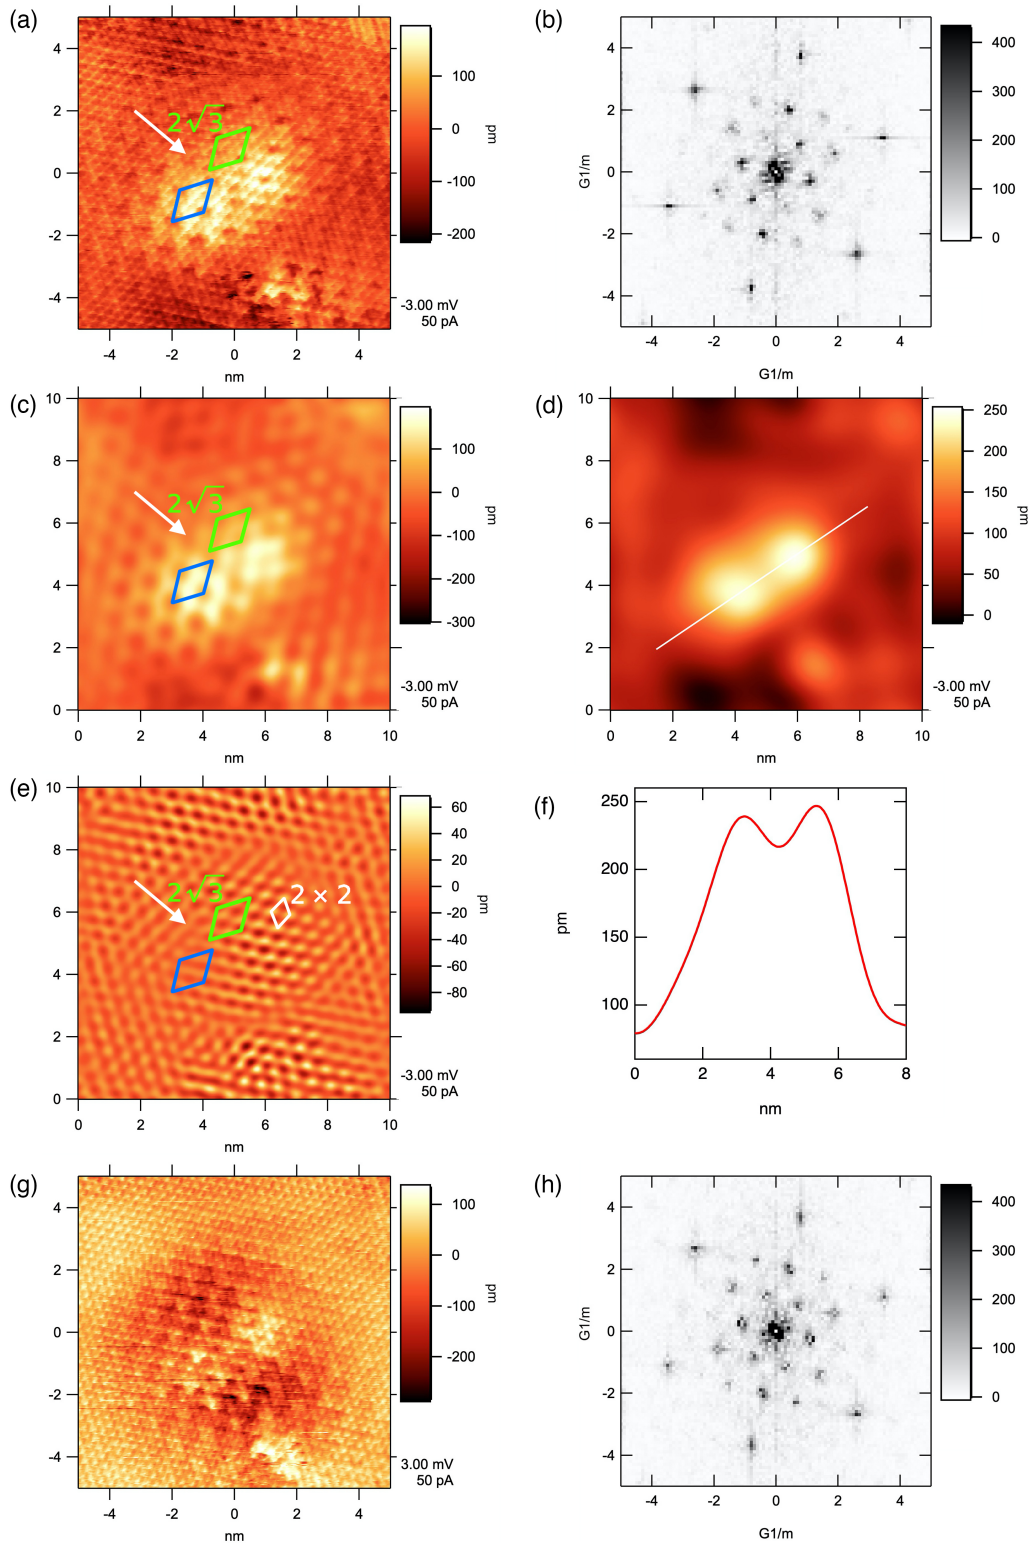 (a)
4
2
0
-2
-4
2√3
100
0
-100
-200
pm
-3.00 mV
50 pA
-4 -2 0 2 4
nm
(b)
4
2
0
-2
-4
G1/m
400
300
200
100
0
-4 -2 0 2 4
G1/m
(c)
10
8
6
4
2
0
2√3
100
0
-100
-200
-300
pm
-3.00 mV
50 pA
0 2 4 6 8 10
nm
(d)
10
8
6
4
2
0
250
200
150
100
50
0
pm
-3.00 mV
50 pA
0 2 4 6 8 10
nm
(e)
10
8
6
4
2
0
2√3
2 × 2
60
40
20
0
-20
-40
-60
-80
pm
-3.00 mV
50 pA
0 2 4 6 8 10
nm
(f)
250
200
150
100
pm
0 2 4 6 8
nm
(g)
4
2
0
-2
-4
100
0
-100
-200
pm
3.00 mV
50 pA
-4 -2 0 2 4
nm
(h)
4
2
0
-2
-4
G1/m
400
300
200
100
0
-4 -2 0 2 4
G1/m